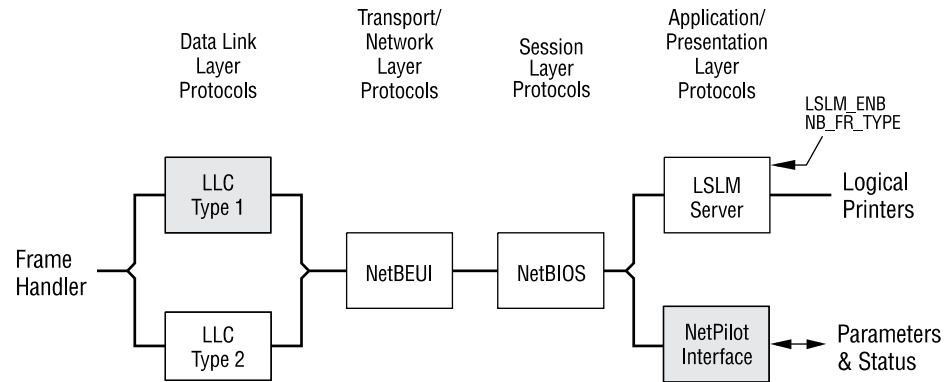 Data Link
Layer
Protocols
Transport/
Network
Layer
Protocols
Session
Layer
Protocols
Application/
Presentation
Layer
Protocols
LSLM_ENB
NB_FR_TYPE
LLC
Type 1
LSLM
Server
Logical
Printers
Frame
Handler
NetBEUI
NetBIOS
LLC
Type 2
NetPilot
Interface
Parameters
& Status